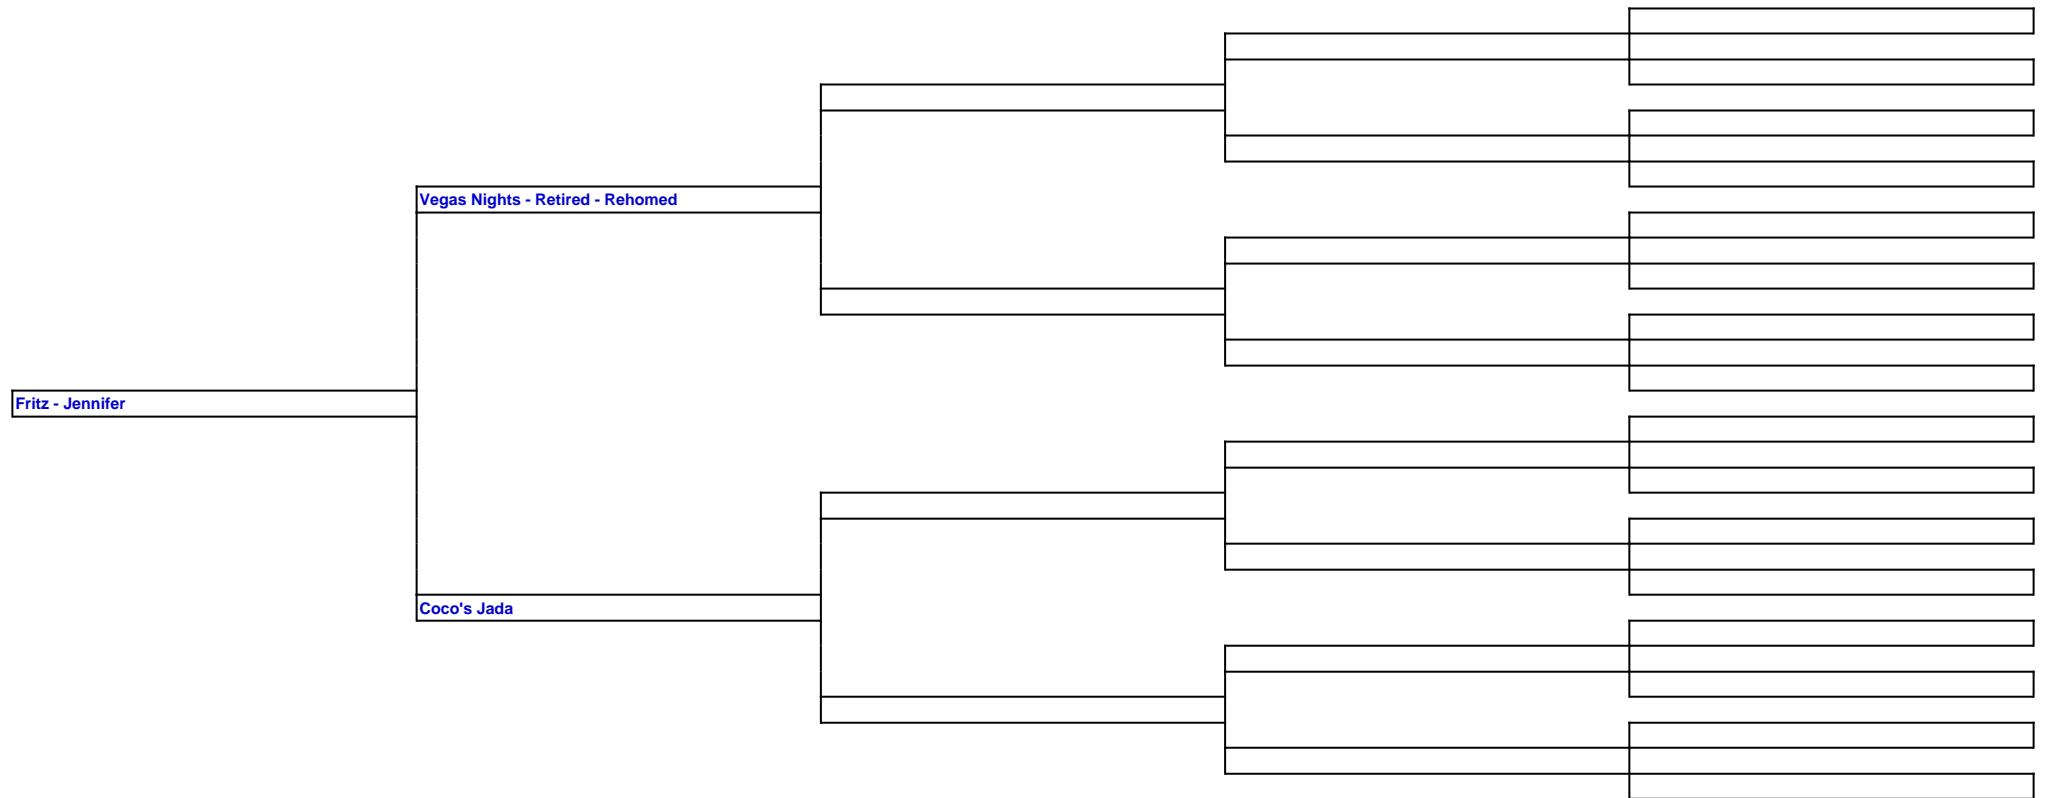 Vegas Nights - Retired - Rehomed
Fritz - Jennifer
Coco's Jada